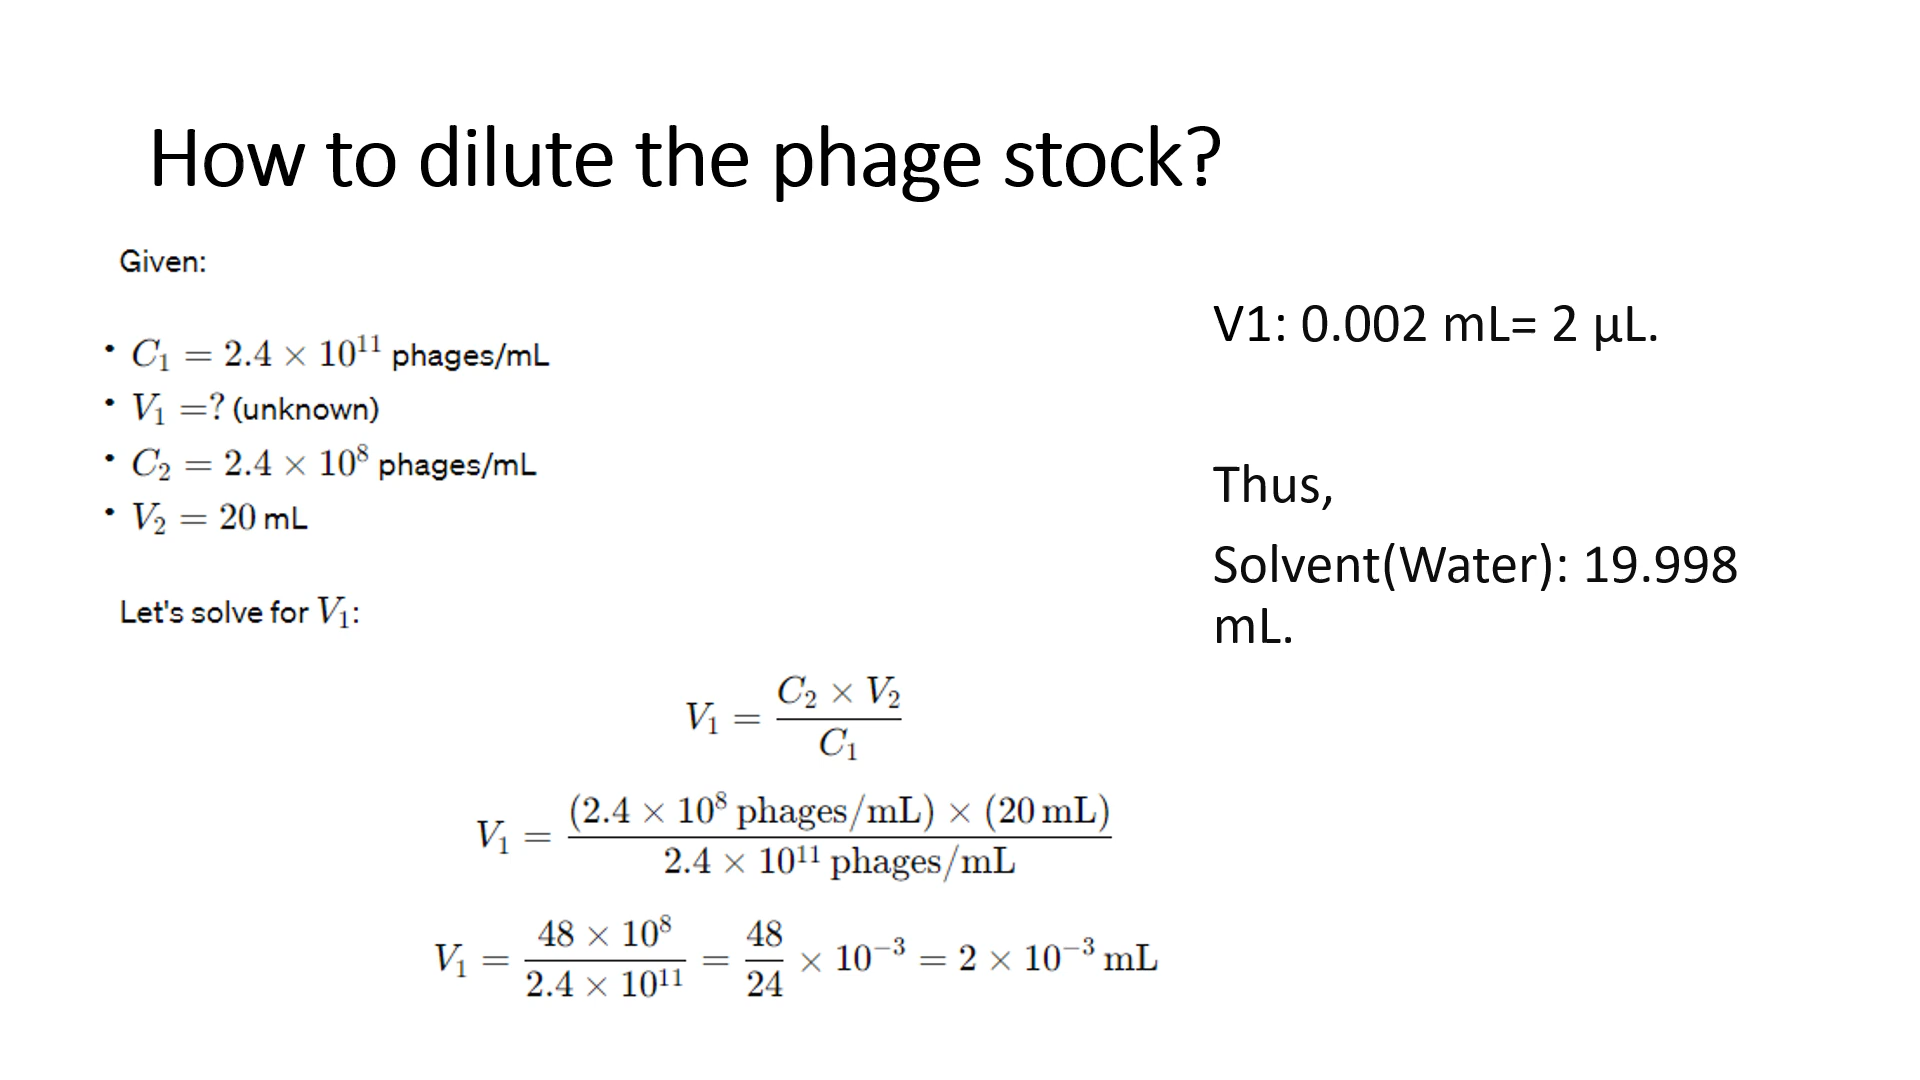 How to dilute the phage stock?
Given:
• C₁ = 2.4 × 10¹¹ phages/mL
• V₁ =? (unknown)
• C₂ = 2.4 × 10⁸ phages/mL
• V₂ = 20 mL
Let's solve for V₁:
V₁ = C₂ × V₂ / C₁
V₁ = (2.4 × 10⁸ phages/mL) × (20 mL) / 2.4 × 10¹¹ phages/mL
V₁ = 48 × 10⁸ / 2.4 × 10¹¹ = 48 / 24 × 10⁻³ = 2 × 10⁻³ mL
V1: 0.002 mL= 2 µL.
Thus,
Solvent(Water): 19.998
mL.